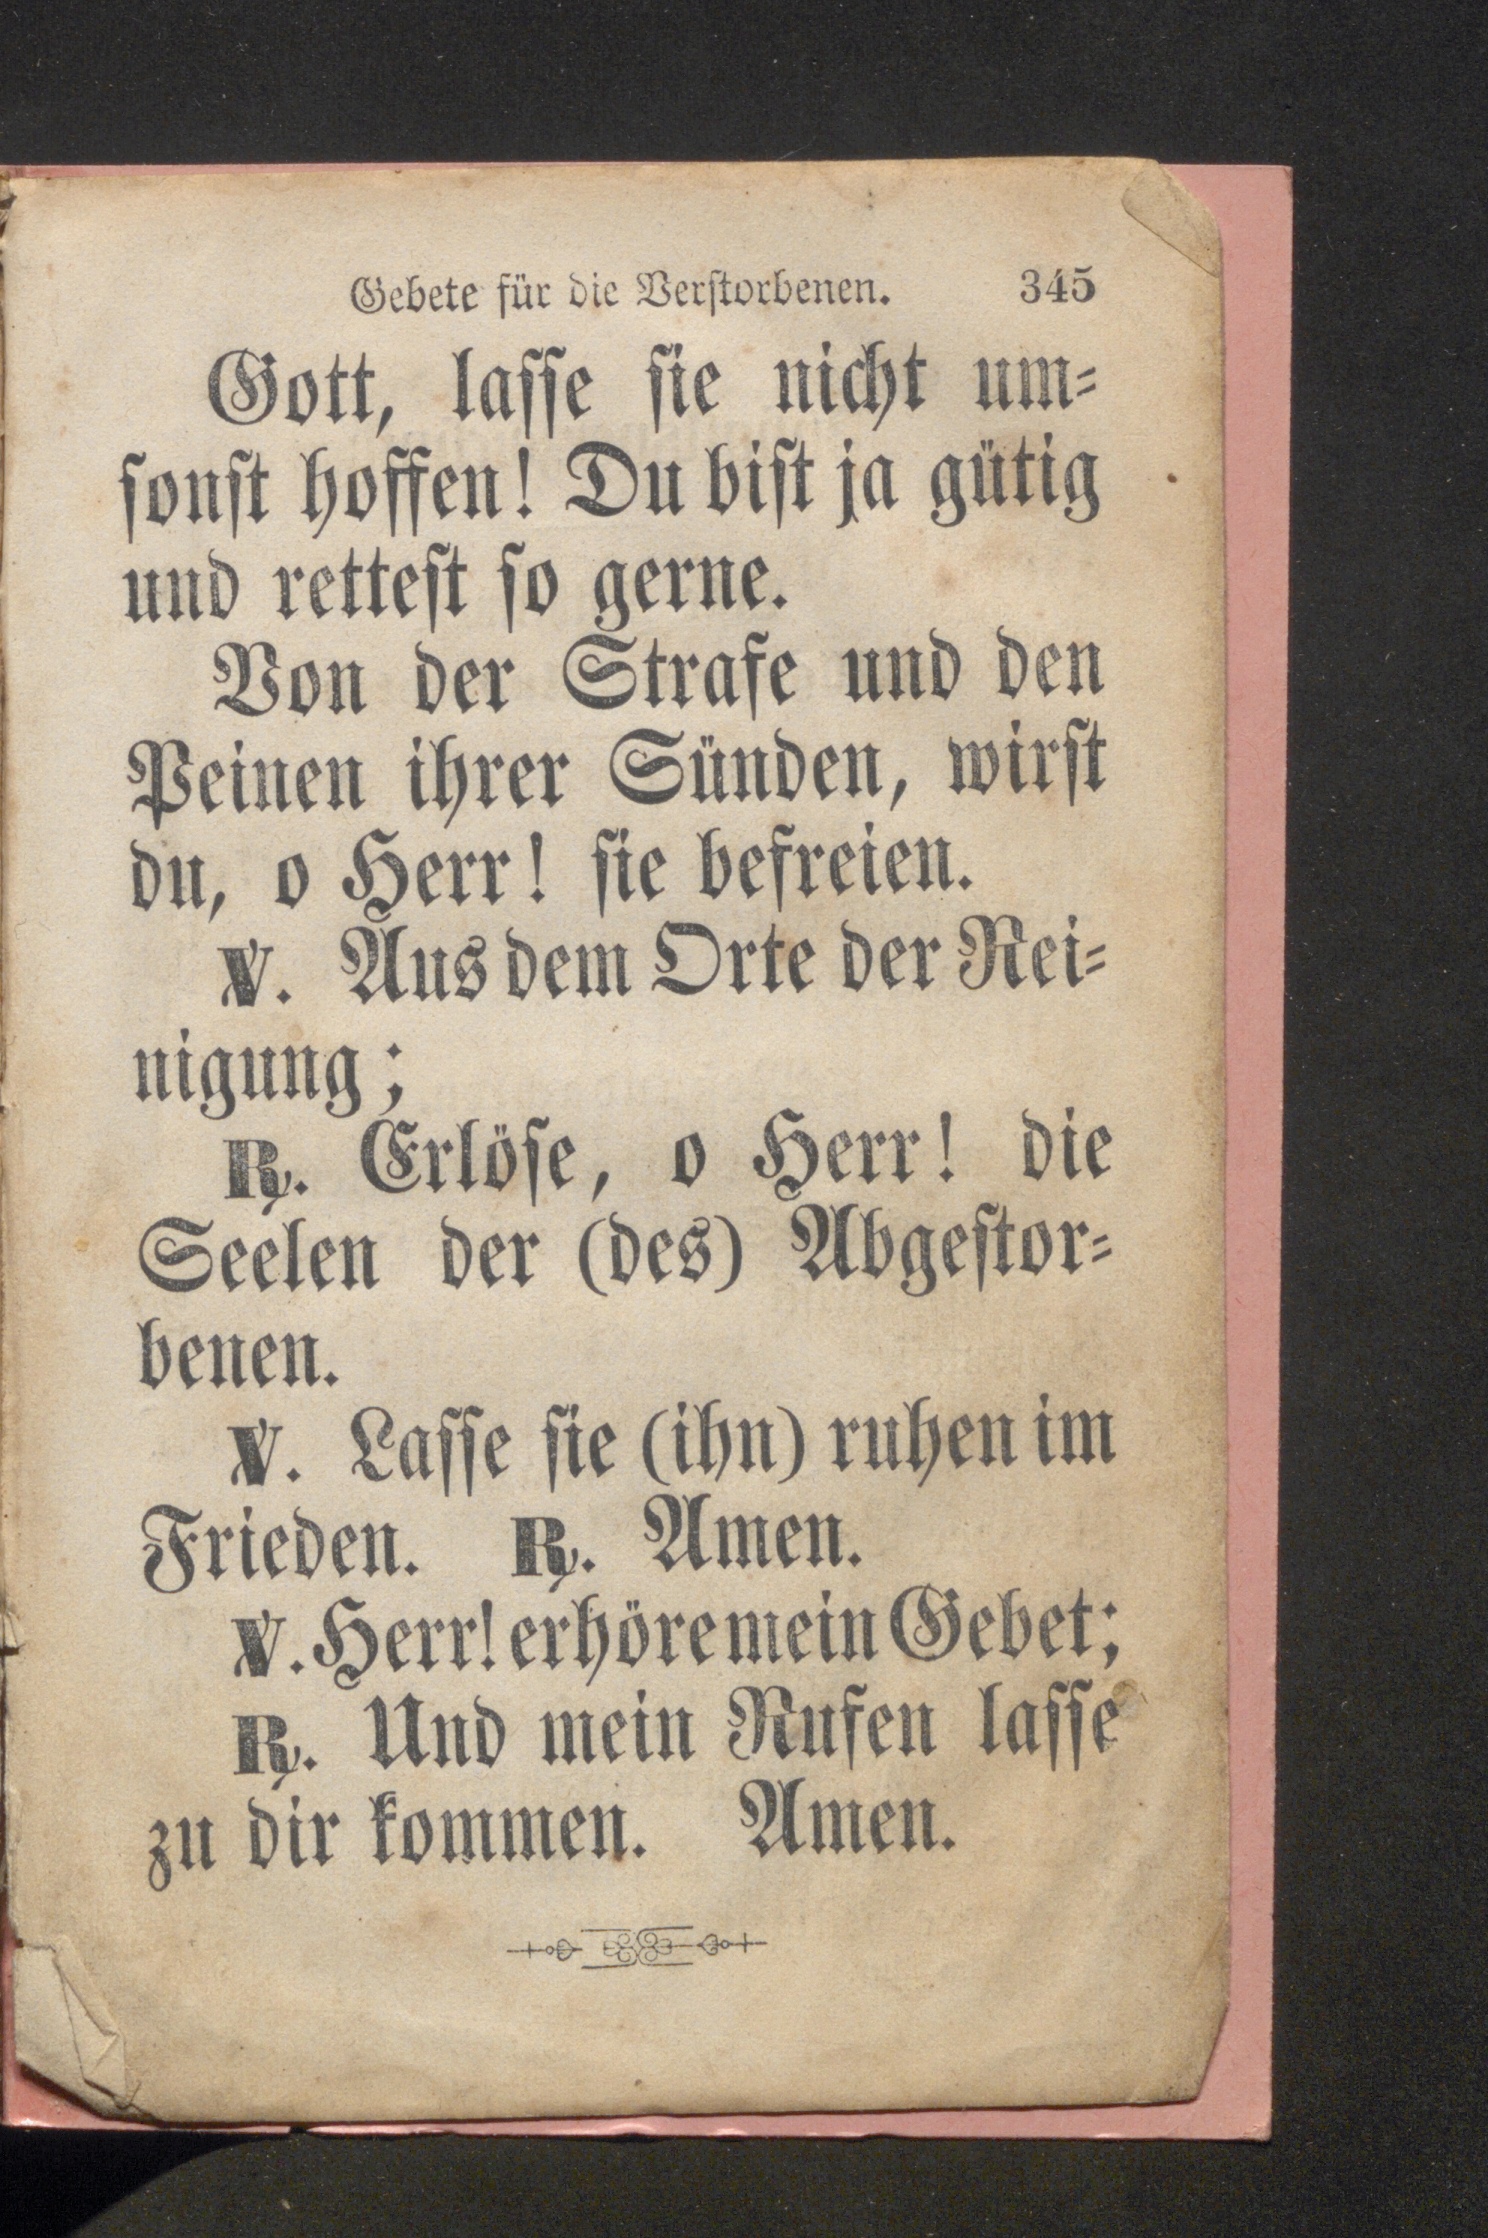 Gebete für die Verſtorbenen. 345
Gott, laſſe ſie nicht um⸗
ſonſt hoffen! Du biſt ja gütig
und retteſt ſo gerne.
Von der Strafe und den
Peinen ihrer Sünden, wirſt
du, o Herr! ſie befreien.
℣. Aus dem Orte der Rei⸗
nigung;
℟. Erlöſe, o Herr! die
Seelen der (des) Abgeſtor⸗
benen.
℣. Laſſe ſie (ihn) ruhen im
Frieden. ℟. Amen.
℣. Herr! erhöre mein Gebet;
℟. Und mein Rufen laſſe
zu dir kommen. Amen.